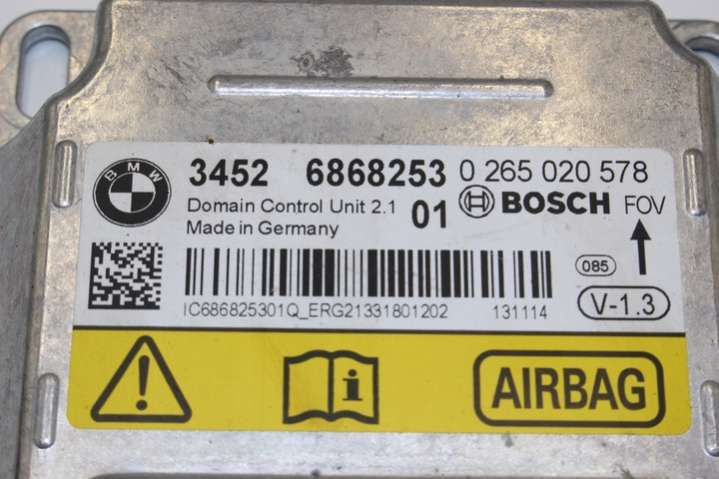 BMW
3452 6868253 0 265 020 578
Domain Control Unit 2.1 01 BOSCH FOV
Made in Germany
085
V-1.3
IC686825301Q_ERG21331801202 131114
i
AIRBAG